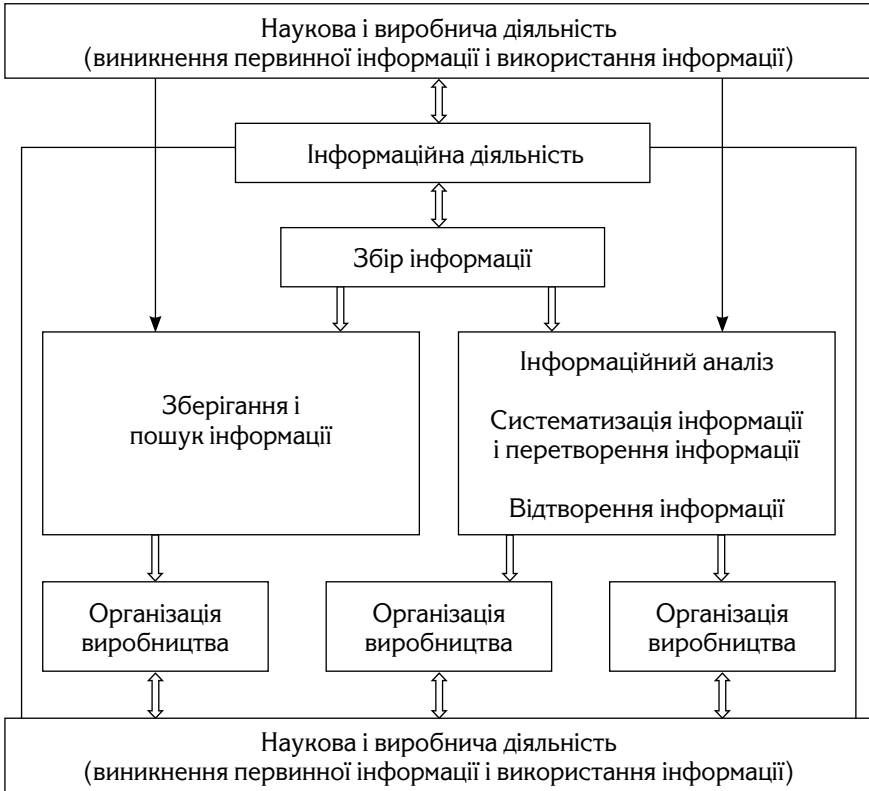 Наукова і виробнича діяльність
(виникнення первинної інформації і використання інформації)
Інформаційна діяльність
Збір інформації
Зберігання і
пошук інформації
Інформаційний аналіз
Систематизація інформації
і перетворення інформації
Відтворення інформації
Організація
виробництва
Організація
виробництва
Організація
виробництва
Наукова і виробнича діяльність
(виникнення первинної інформації і використання інформації)